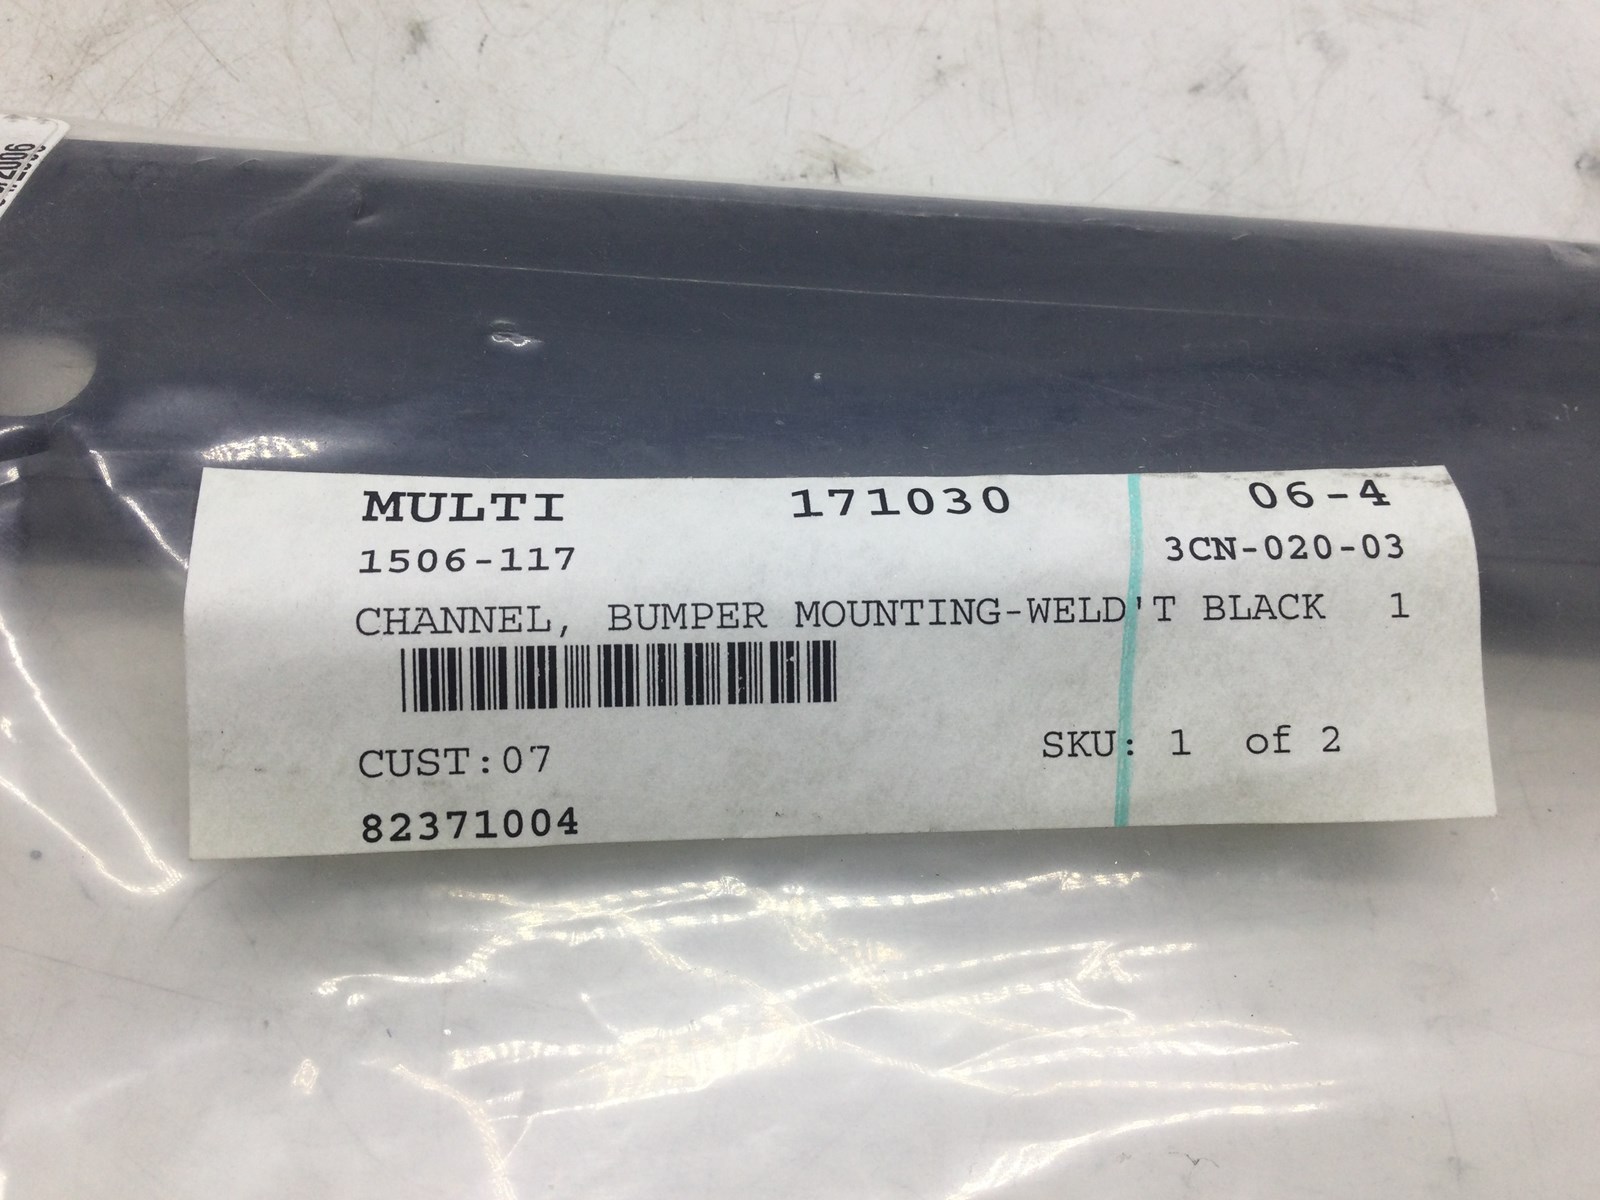 MULTI 171030 06-4
1506-117 3CN-020-03
CHANNEL, BUMPER MOUNTING-WELD'T BLACK 1
CUST:07 SKU: 1 of 2
82371004